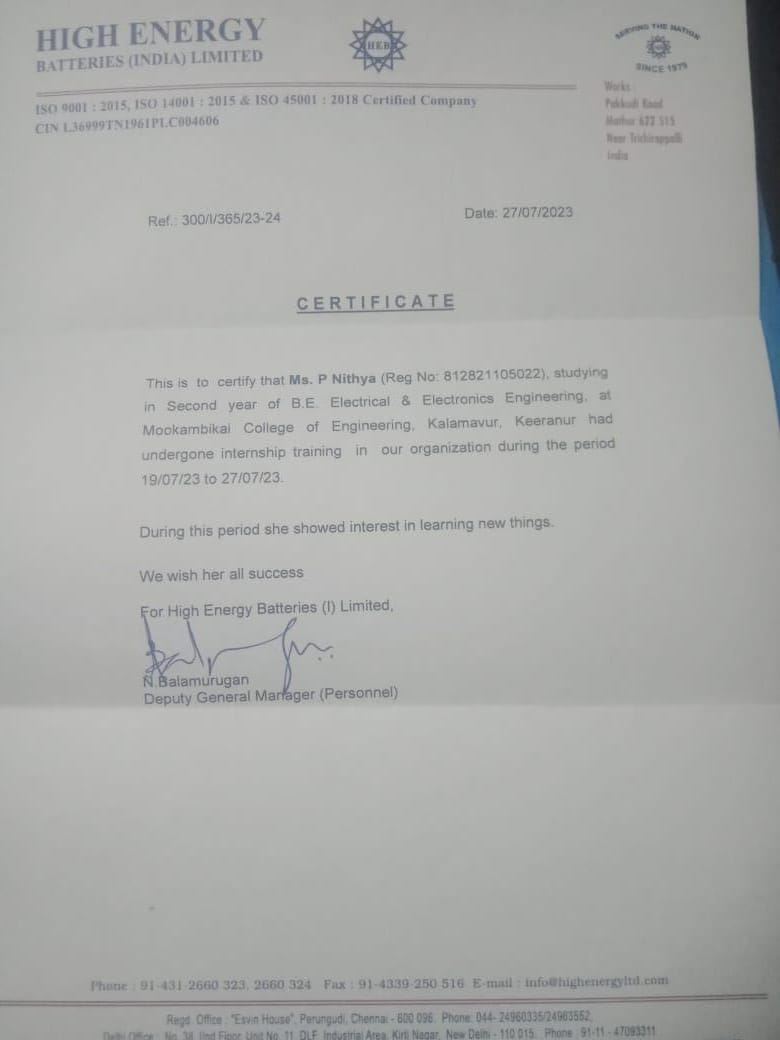 HIGH ENERGY
BATTERIES (INDIA) LIMITED
HEB
SERVING THE NATION
SINCE 1979
ISO 9001 : 2015, ISO 14001 : 2015 & ISO 45001 : 2018 Certified Company
CIN L36999TN1961PLC004606
Works
Pakkudi Road
Mathur 622 515
Near Tiruchirappalli
India
Ref.: 300/I/365/23-24
Date: 27/07/2023
CERTIFICATE
This is to certify that Ms. P Nithya (Reg No: 812821105022), studying
in Second year of B.E. Electrical & Electronics Engineering, at
Mookambikai College of Engineering, Kalamavur, Keeranur had
undergone internship training in our organization during the period
19/07/23 to 27/07/23.
During this period she showed interest in learning new things.
We wish her all success
For High Energy Batteries (I) Limited,
N.Balamurugan
Deputy General Manager (Personnel)
Phone : 91-431-2660 323, 2660 324 Fax : 91-4339-250 516 E-mail : info@highenergyltd.com
Regd. Office : "Esvin House", Perungudi, Chennai - 600 096. Phone: 044- 24960335/24963552,
Delhi Office : No. 38, IInd Floor, Unit No. 11, DLF Industrial Area, Kirti Nagar, New Delhi - 110 015. Phone : 91-11 - 47093311